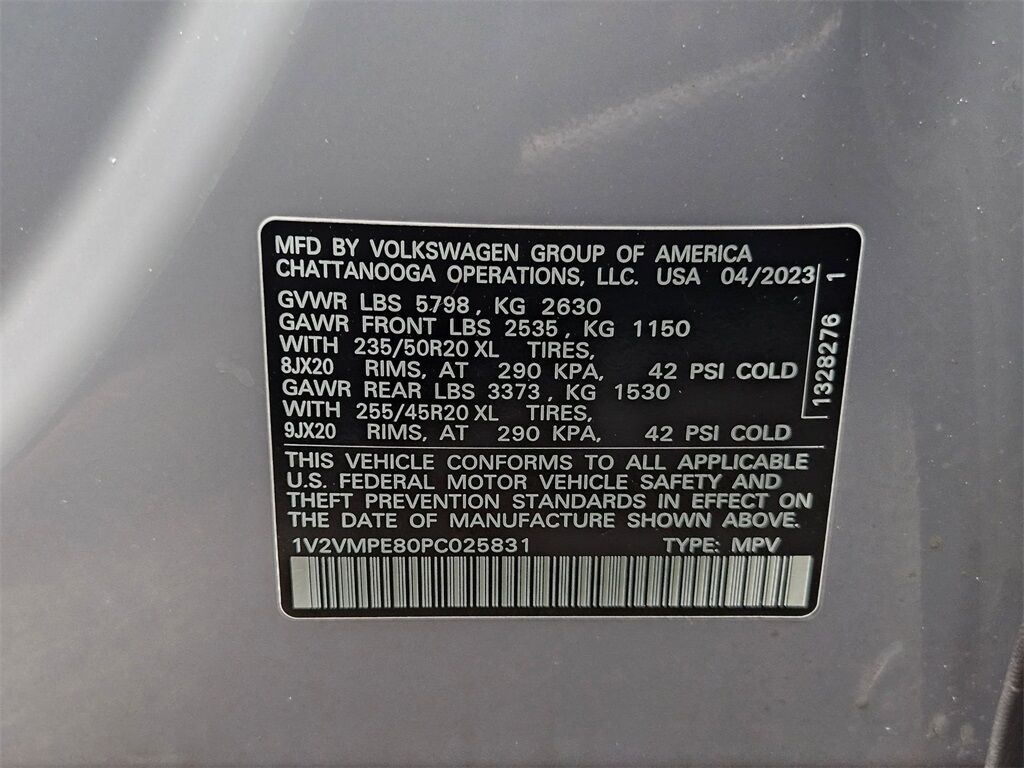 MFD BY VOLKSWAGEN GROUP OF AMERICA
CHATTANOOGA OPERATIONS, LLC. USA 04/2023
GVWR LBS 5798, KG 2630
GAWR FRONT LBS 2535, KG 1150
WITH 235/50R20 XL TIRES,
8JX20 RIMS, AT 290 KPA, 42 PSI COLD
GAWR REAR LBS 3373, KG 1530
WITH 255/45R20 XL TIRES,
9JX20 RIMS, AT 290 KPA, 42 PSI COLD
1328276 1
THIS VEHICLE CONFORMS TO ALL APPLICABLE
U.S. FEDERAL MOTOR VEHICLE SAFETY AND
THEFT PREVENTION STANDARDS IN EFFECT ON
THE DATE OF MANUFACTURE SHOWN ABOVE.
1V2VMPE80PC025831 TYPE: MPV